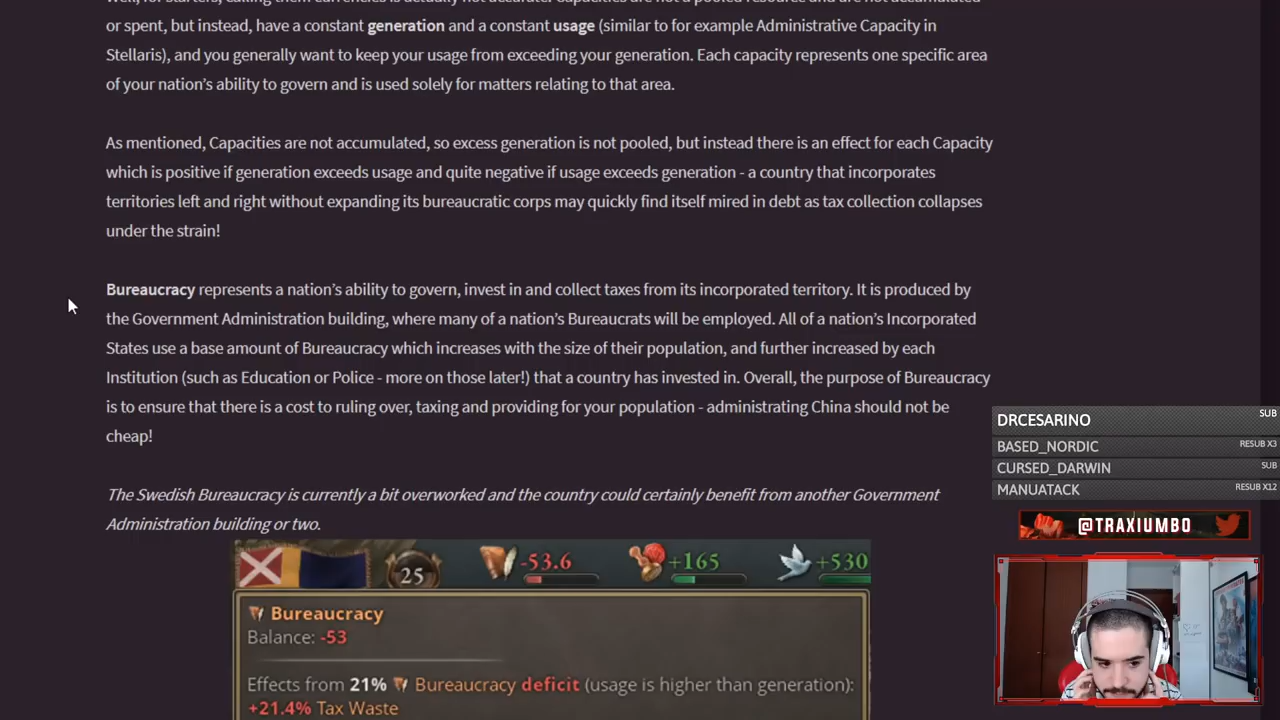 or spent, but instead, have a constant generation and a constant usage (similar to for example Administrative Capacity in
Stellaris), and you generally want to keep your usage from exceeding your generation. Each capacity represents one specific area
of your nation's ability to govern and is used solely for matters relating to that area.
As mentioned, Capacities are not accumulated, so excess generation is not pooled, but instead there is an effect for each Capacity
which is positive if generation exceeds usage and quite negative if usage exceeds generation - a country that incorporates
territories left and right without expanding its bureaucratic corps may quickly find itself mired in debt as tax collection collapses
under the strain!
Bureaucracy represents a nation's ability to govern, invest in and collect taxes from its incorporated territory. It is produced by
the Government Administration building, where many of a nation's Bureaucrats will be employed. All of a nation's Incorporated
States use a base amount of Bureaucracy which increases with the size of their population, and further increased by each
Institution (such as Education or Police - more on those later!) that a country has invested in. Overall, the purpose of Bureaucracy
is to ensure that there is a cost to ruling over, taxing and providing for your population - administrating China should not be
cheap!
The Swedish Bureaucracy is currently a bit overworked and the country could certainly benefit from another Government
Administration building or two.
25 -53.6 +165 +530
Bureaucracy
Balance: -53
Effects from 21% Bureaucracy deficit (usage is higher than generation):
+21.4% Tax Waste
DRCESARINO SUB
BASED_NORDIC RESUB X3
CURSED_DARWIN SUB
MANUATACK RESUB X12
@TRAXIUMBO